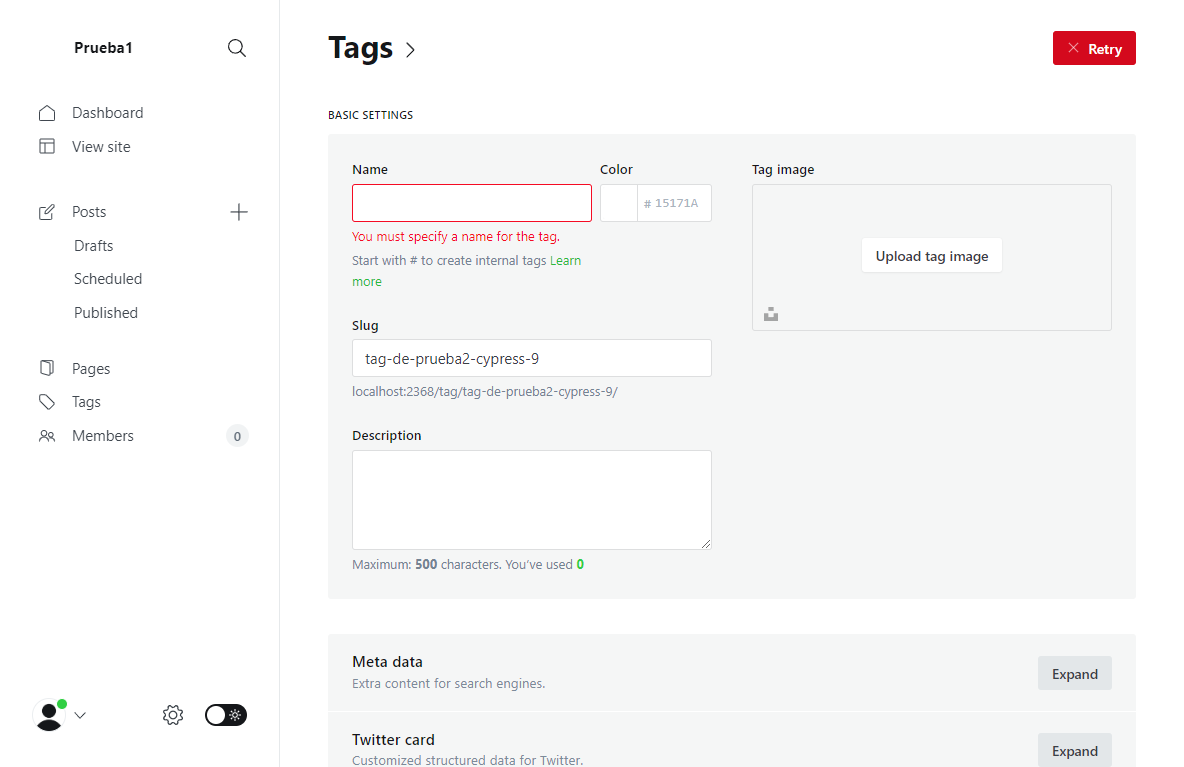 Prueba1
Dashboard
View site
Posts
Drafts
Scheduled
Published
Pages
Tags
Members
0
Tags
Retry
BASIC SETTINGS
Name
You must specify a name for the tag.
Start with # to create internal tags Learn
more
Color
# 15171A
Slug
tag-de-prueba2-cypress-9
localhost:2368/tag/tag-de-prueba2-cypress-9/
Description
Maximum: 500 characters. You’ve used 0
Tag image
Upload tag image
Meta data
Extra content for search engines.
Expand
Twitter card
Customized structured data for Twitter.
Expand